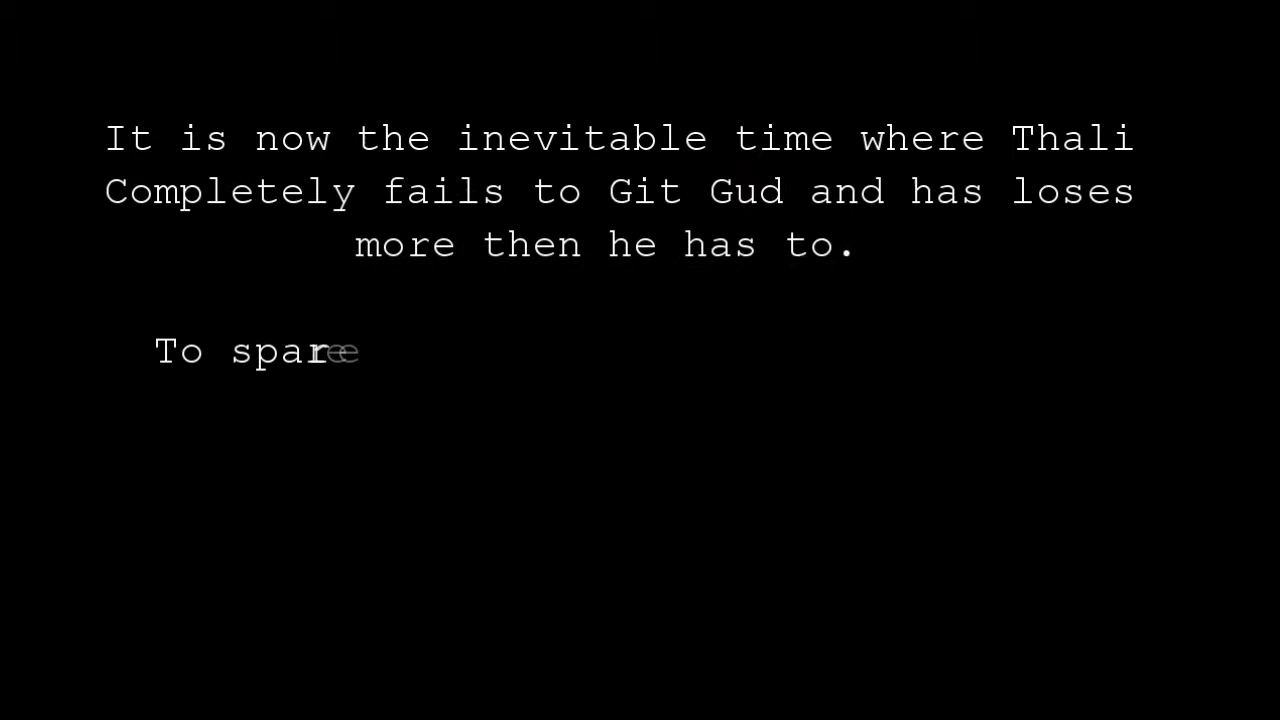 It is now the inevitable time where Thali
Completely fails to Git Gud and has loses
more then he has to.
To spare